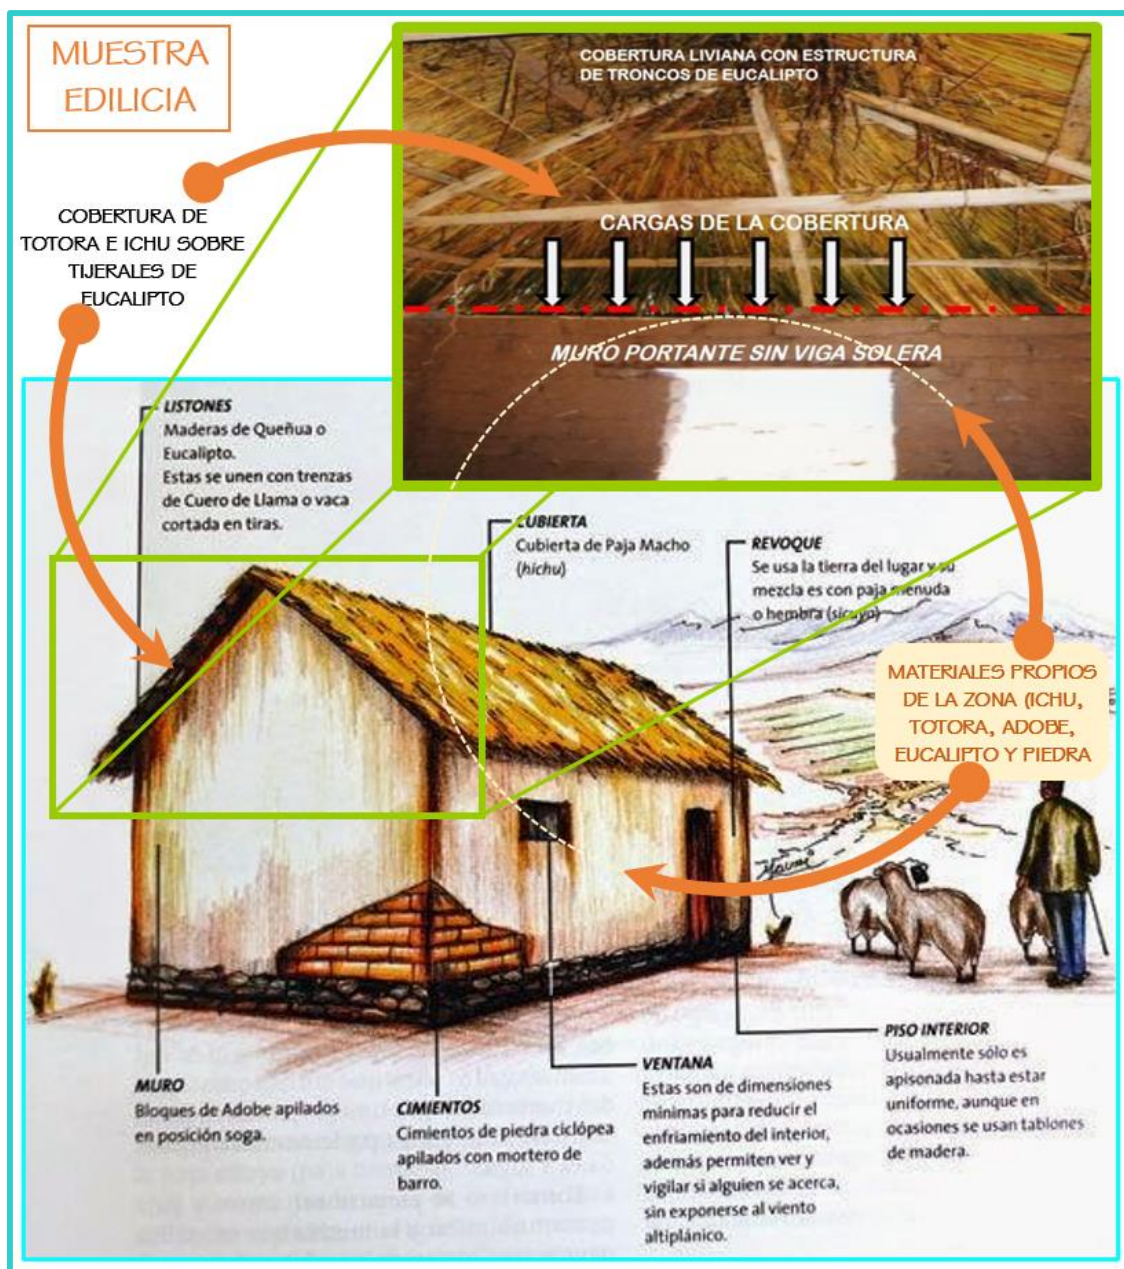 MUESTRA
EDILICIA
COBERTURA LIVIANA CON ESTRUCTURA
DE TRONCOS DE EUCALIPTO
COBERTURA DE
TOTORA E ICHU SOBRE
TIJERALES DE
EUCALIPTO
CARGAS DE LA COBERTURA
MURO PORTANTE SIN VIGA SOLERA
LISTONES
Maderas de Queñua o
Eucalipto.
Estas se unen con trenzas
de Cuero de Llama o vaca
cortada en tiras.
CUBIERTA
Cubierta de Paja Macho
(hichu)
REVOQUE
Se usa la tierra del lugar y su
mezcla es con paja menuda
o hembra (sicuyo)
MATERIALES PROPIOS
DE LA ZONA (ICHU,
TOTORA, ADOBE,
EUCALIPTO Y PIEDRA
MURO
Bloques de Adobe apilados
en posición soga.
CIMIENTOS
Cimientos de piedra ciclópea
apilados con mortero de
barro.
VENTANA
Estas son de dimensiones
mínimas para reducir el
enfriamiento del interior,
además permiten ver y
vigilar si alguien se acerca,
sin exponerse al viento
altiplánico.
PISO INTERIOR
Usualmente sólo es
apisonada hasta estar
uniforme, aunque en
ocasiones se usan tablones
de madera.